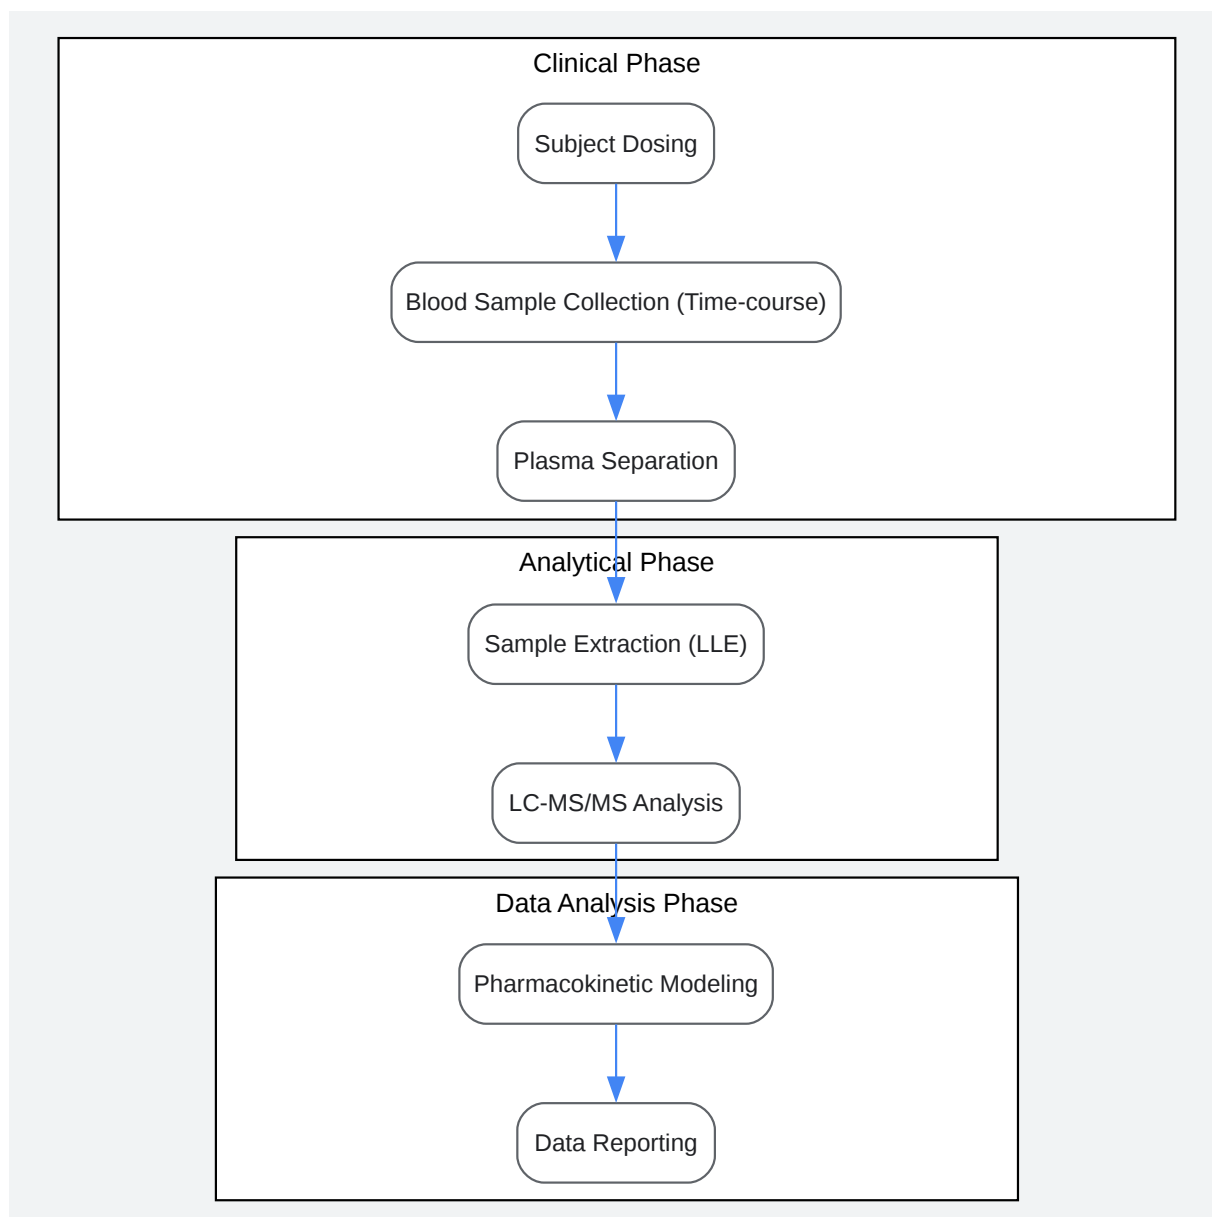 Clinical Phase
Subject Dosing
Blood Sample Collection (Time-course)
Plasma Separation
Analytical Phase
Sample Extraction (LLE)
LC-MS/MS Analysis
Data Analysis Phase
Pharmacokinetic Modeling
Data Reporting